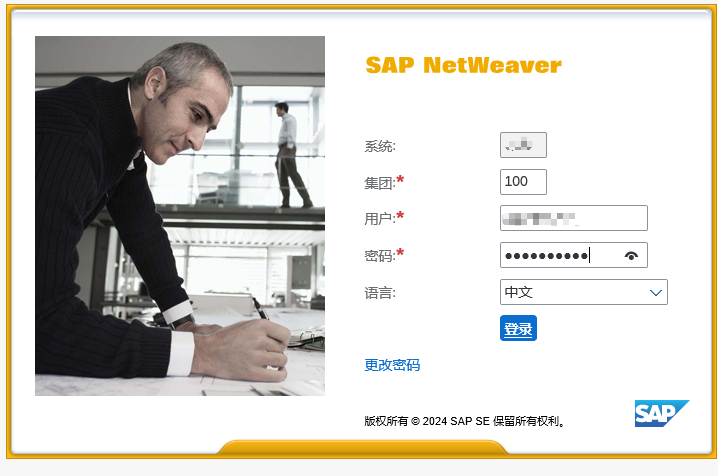 SAP NetWeaver
系统:
集团:* 100
用户:*
密码:* ●●●●●●●●●●
语言: 中文
登录
更改密码
版权所有 © 2024 SAP SE 保留所有权利。
SAP